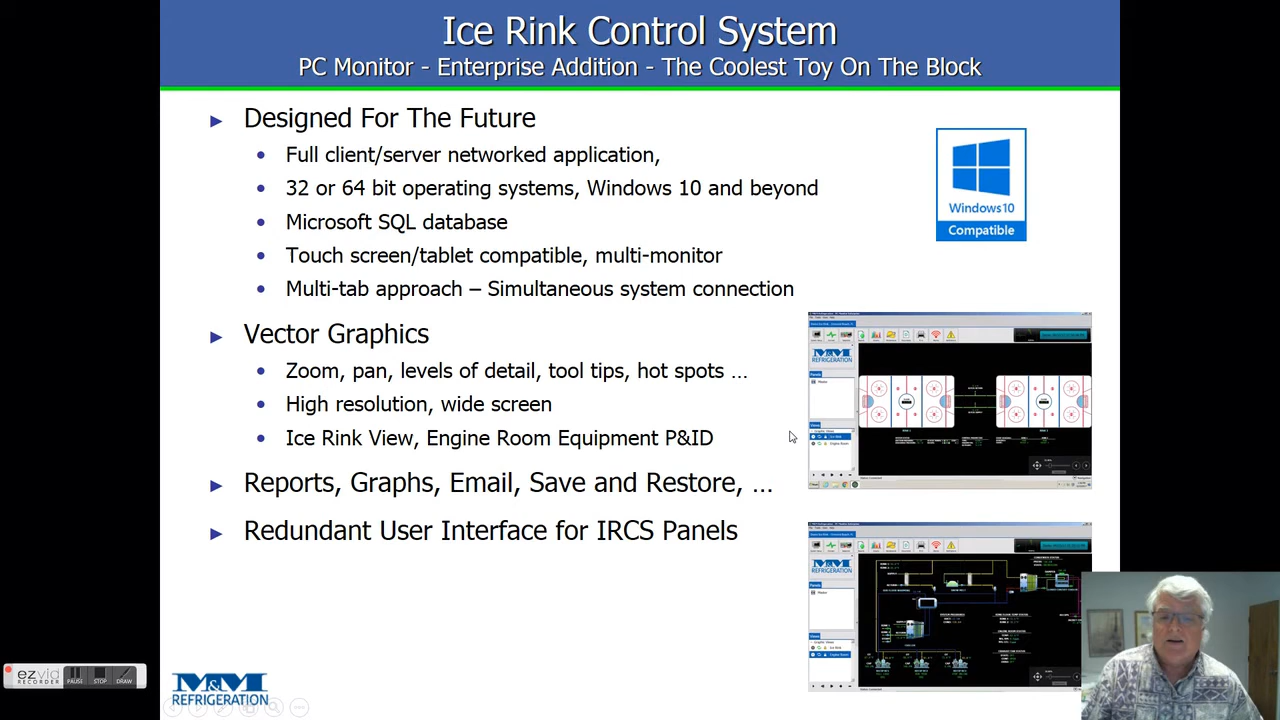 Ice Rink Control System
PC Monitor - Enterprise Addition - The Coolest Toy On The Block
► Designed For The Future
• Full client/server networked application,
• 32 or 64 bit operating systems, Windows 10 and beyond
• Microsoft SQL database
• Touch screen/tablet compatible, multi-monitor
• Multi-tab approach – Simultaneous system connection
Windows10
Compatible
► Vector Graphics
• Zoom, pan, levels of detail, tool tips, hot spots …
• High resolution, wide screen
• Ice Rink View, Engine Room Equipment P&ID
► Reports, Graphs, Email, Save and Restore, …
► Redundant User Interface for IRCS Panels
M&M
REFRIGERATION
M&M
REFRIGERATION
ezvid
RECORDER
PAUSE
STOP
DRAW
M&M
REFRIGERATION